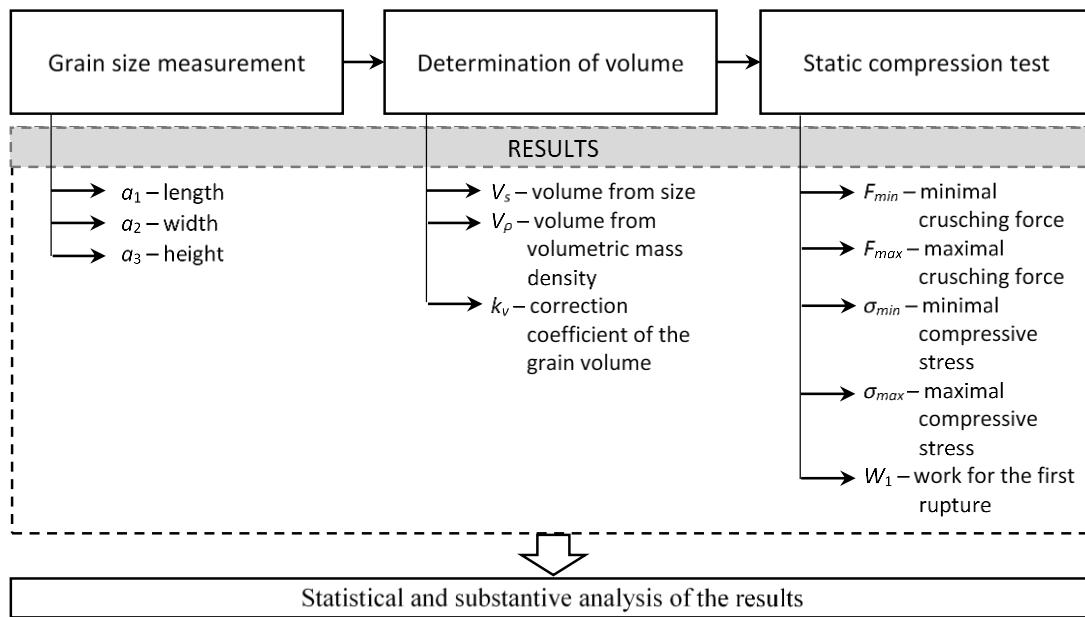 Grain size measurement
Determination of volume
Static compression test
RESULTS
a1 – length
a2 – width
a3 – height
Vs – volume from size
Vρ – volume from
volumetric mass
density
kv – correction
coefficient of the
grain volume
Fmin – minimal
crusching force
Fmax – maximal
crusching force
σmin – minimal
compressive
stress
σmax – maximal
compressive
stress
W1 – work for the first
rupture
Statistical and substantive analysis of the results